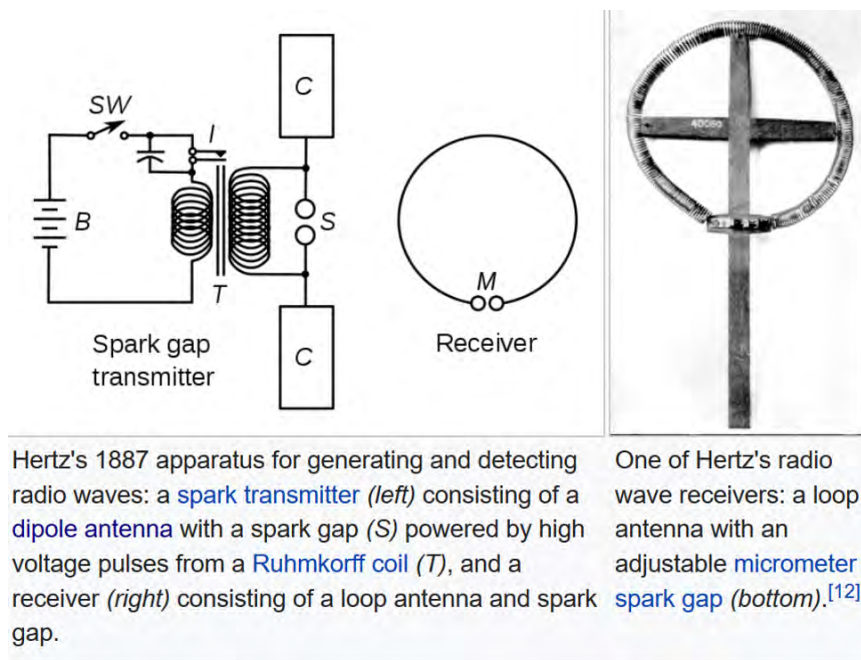 SW
I
B
T
C
S
C
Spark gap
transmitter
M
Receiver
40080
Hertz's 1887 apparatus for generating and detecting
radio waves: a spark transmitter (left) consisting of a
dipole antenna with a spark gap (S) powered by high
voltage pulses from a Ruhmkorff coil (T), and a
receiver (right) consisting of a loop antenna and spark
gap.
One of Hertz's radio
wave receivers: a loop
antenna with an
adjustable micrometer
spark gap (bottom).[12]